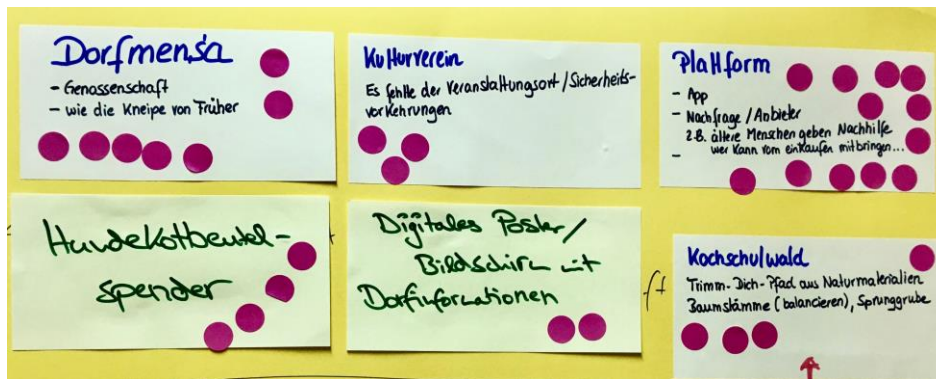 Dorfmensa
- Genossenschaft
- wie die Kneipe von Früher
Kulturverein
Es fehlte der Veranstaltungsort/Sicherheits-
vorkehrungen
Plattform
- App
- Nachfrage/Anbieter
z.B. ältere Menschen geben Nachhilfe
wer kann vom einkaufen mitbringen...
-
Hundekotbeutel-
spender
Digitales Poster/
Bildschirm mit
Dorfinformationen
Kochschulwald
Trimm-Dich-Pfad aus Naturmaterialien
Baumstämme (balancieren), Sprunggrube